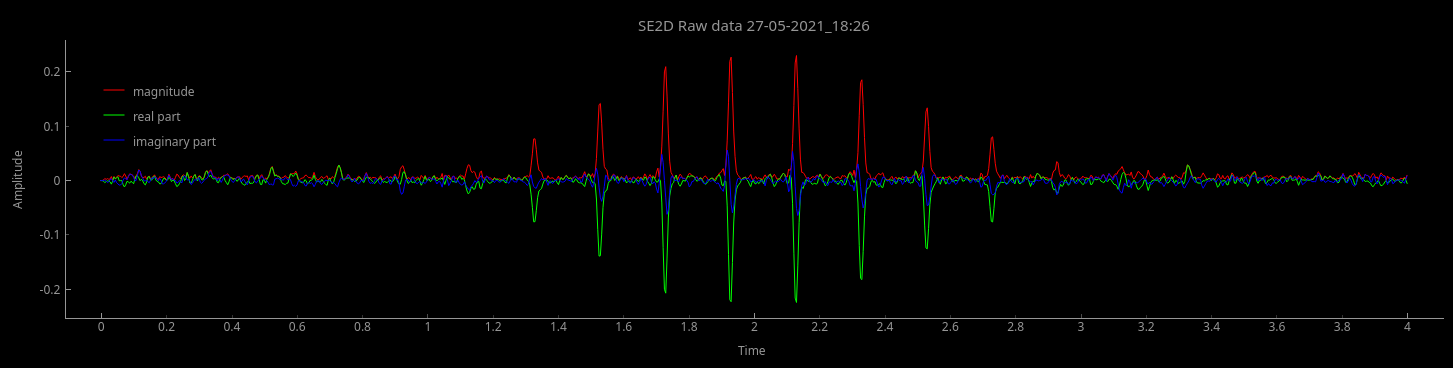 SE2D Raw data 27-05-2021_18:26
0.2
0.1
0
-0.1
-0.2
Amplitude
magnitude
real part
imaginary part
0 0.2 0.4 0.6 0.8 1 1.2 1.4 1.6 1.8 2 2.2 2.4 2.6 2.8 3 3.2 3.4 3.6 3.8 4
Time